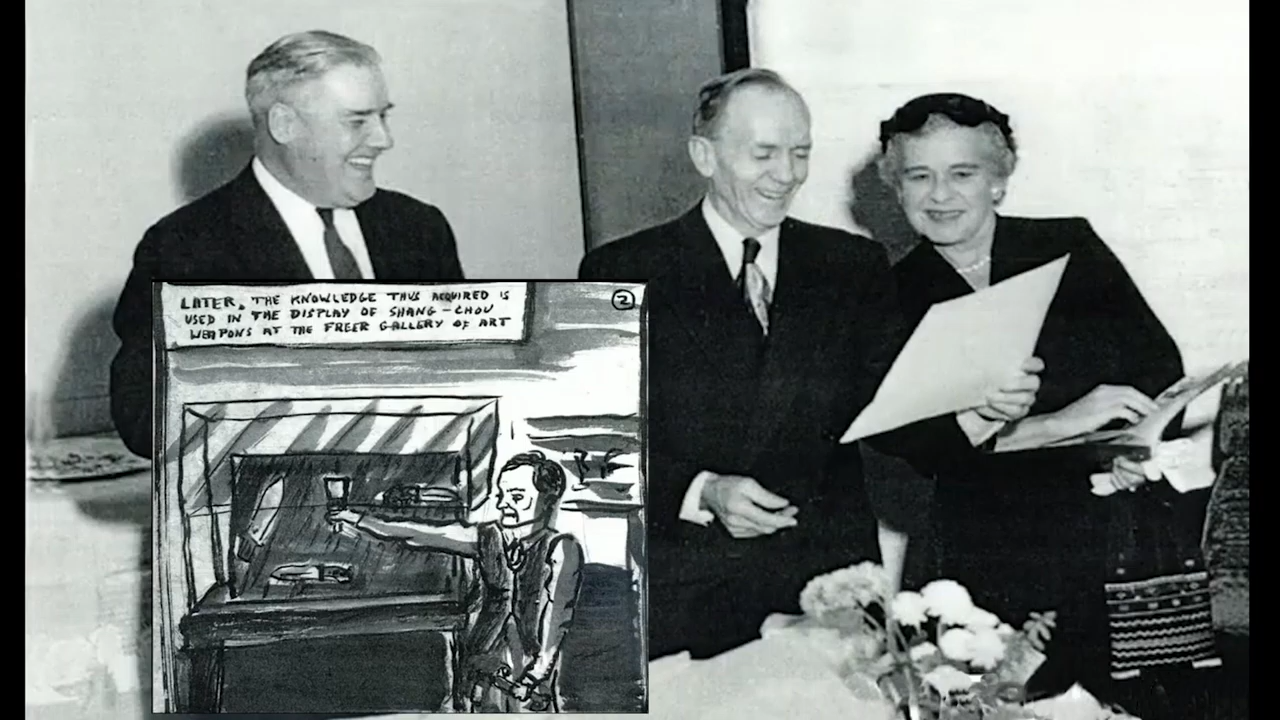 LATER, THE KNOWLEDGE THUS ACQUIRED IS
USED IN THE DISPLAY OF SHANG-CHOU
WEAPONS AT THE FREER GALLERY OF ART
2